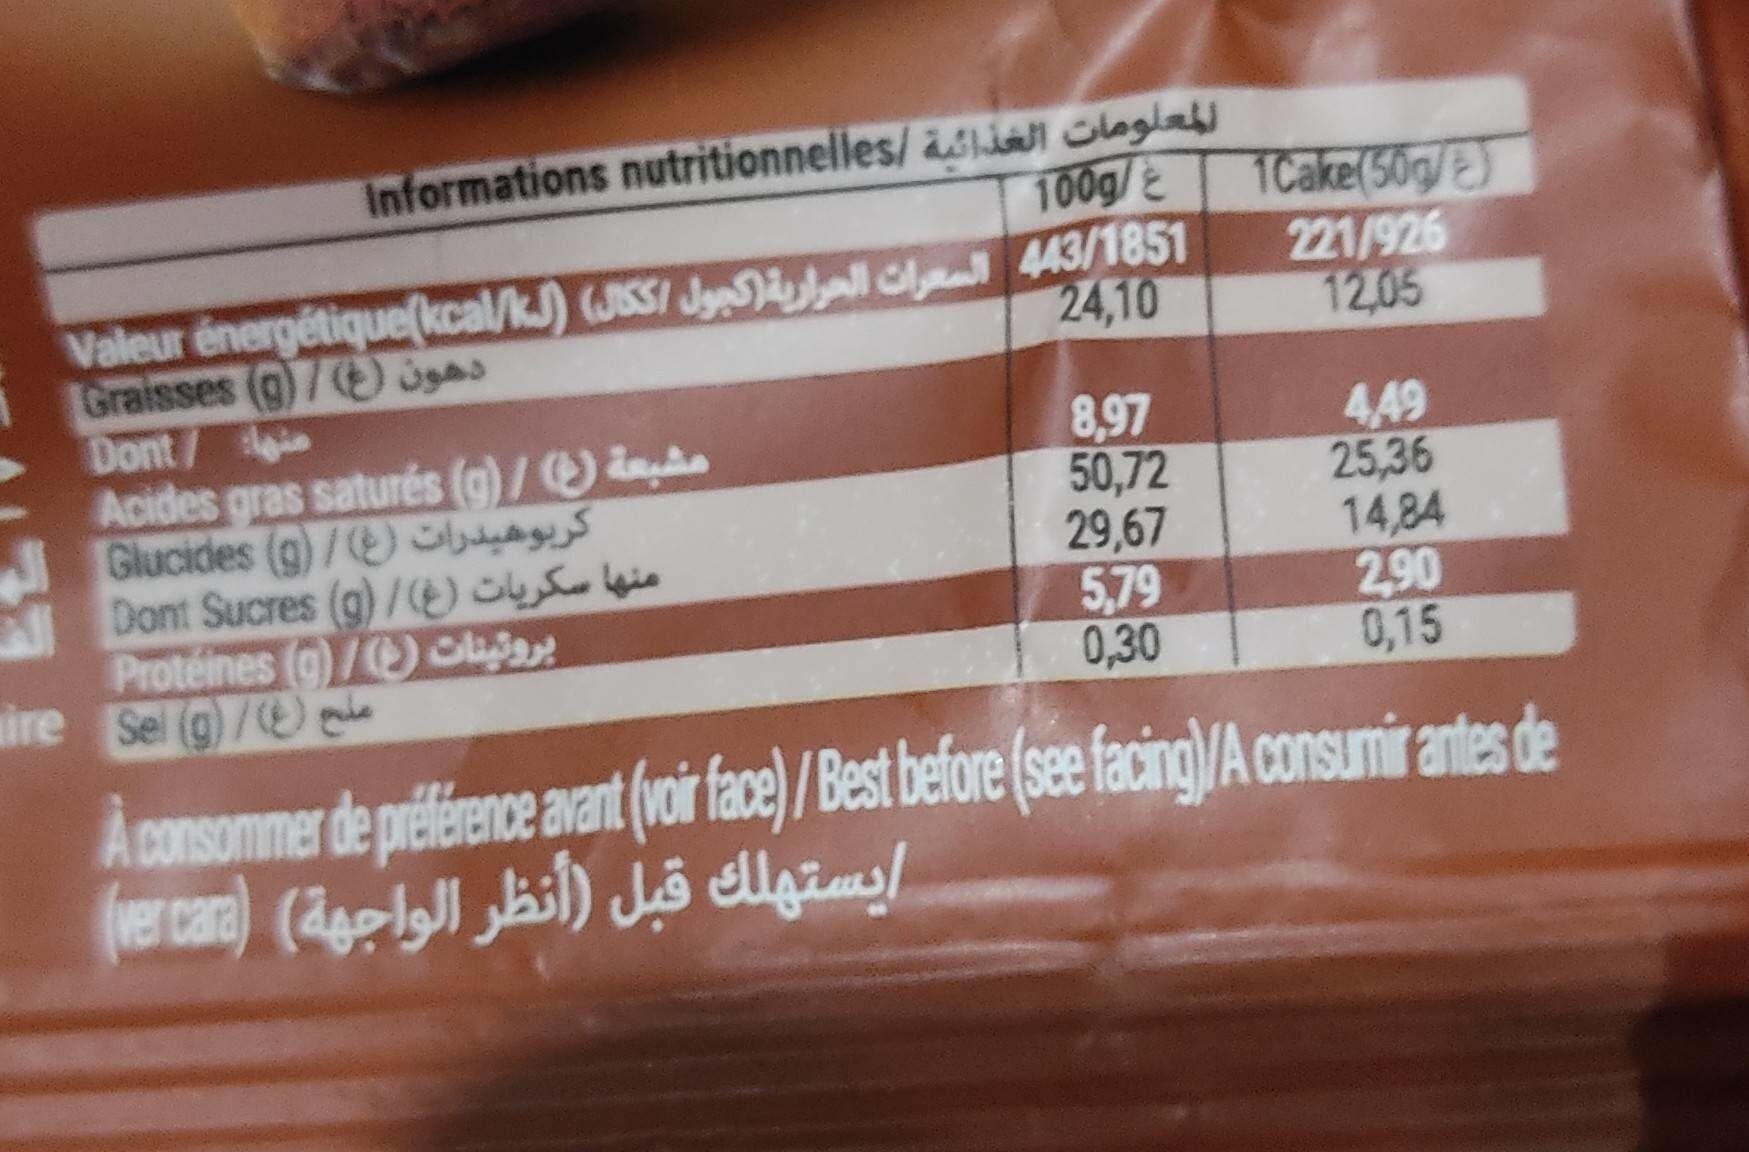 Informations nutritionnelles/ المعلومات الغذائية
100g/غ 1Cake(50g/غ)
Valeur énergétique(kcal/kJ) (السعرات الحرارية(كجول /ككال 443/1851 221/926
Graisses (g) / (غ) دهون 24,10 12,05
Dont / منها:
Acides gras saturés (g) / (غ) مشبعة 8,97 4,49
Glucides (g) / (غ) كربوهيدرات 50,72 25,36
Dont Sucres (g) / (غ) منها سكريات 29,67 14,84
Protéines (g) / (غ) بروتينات 5,79 2,90
Sel (g) / (غ) ملح 0,30 0,15
À consommer de préférence avant (voir face) / Best before (see facing)/A consumir antes de
(ver cara) /يستهلك قبل (أنظر الواجهة)